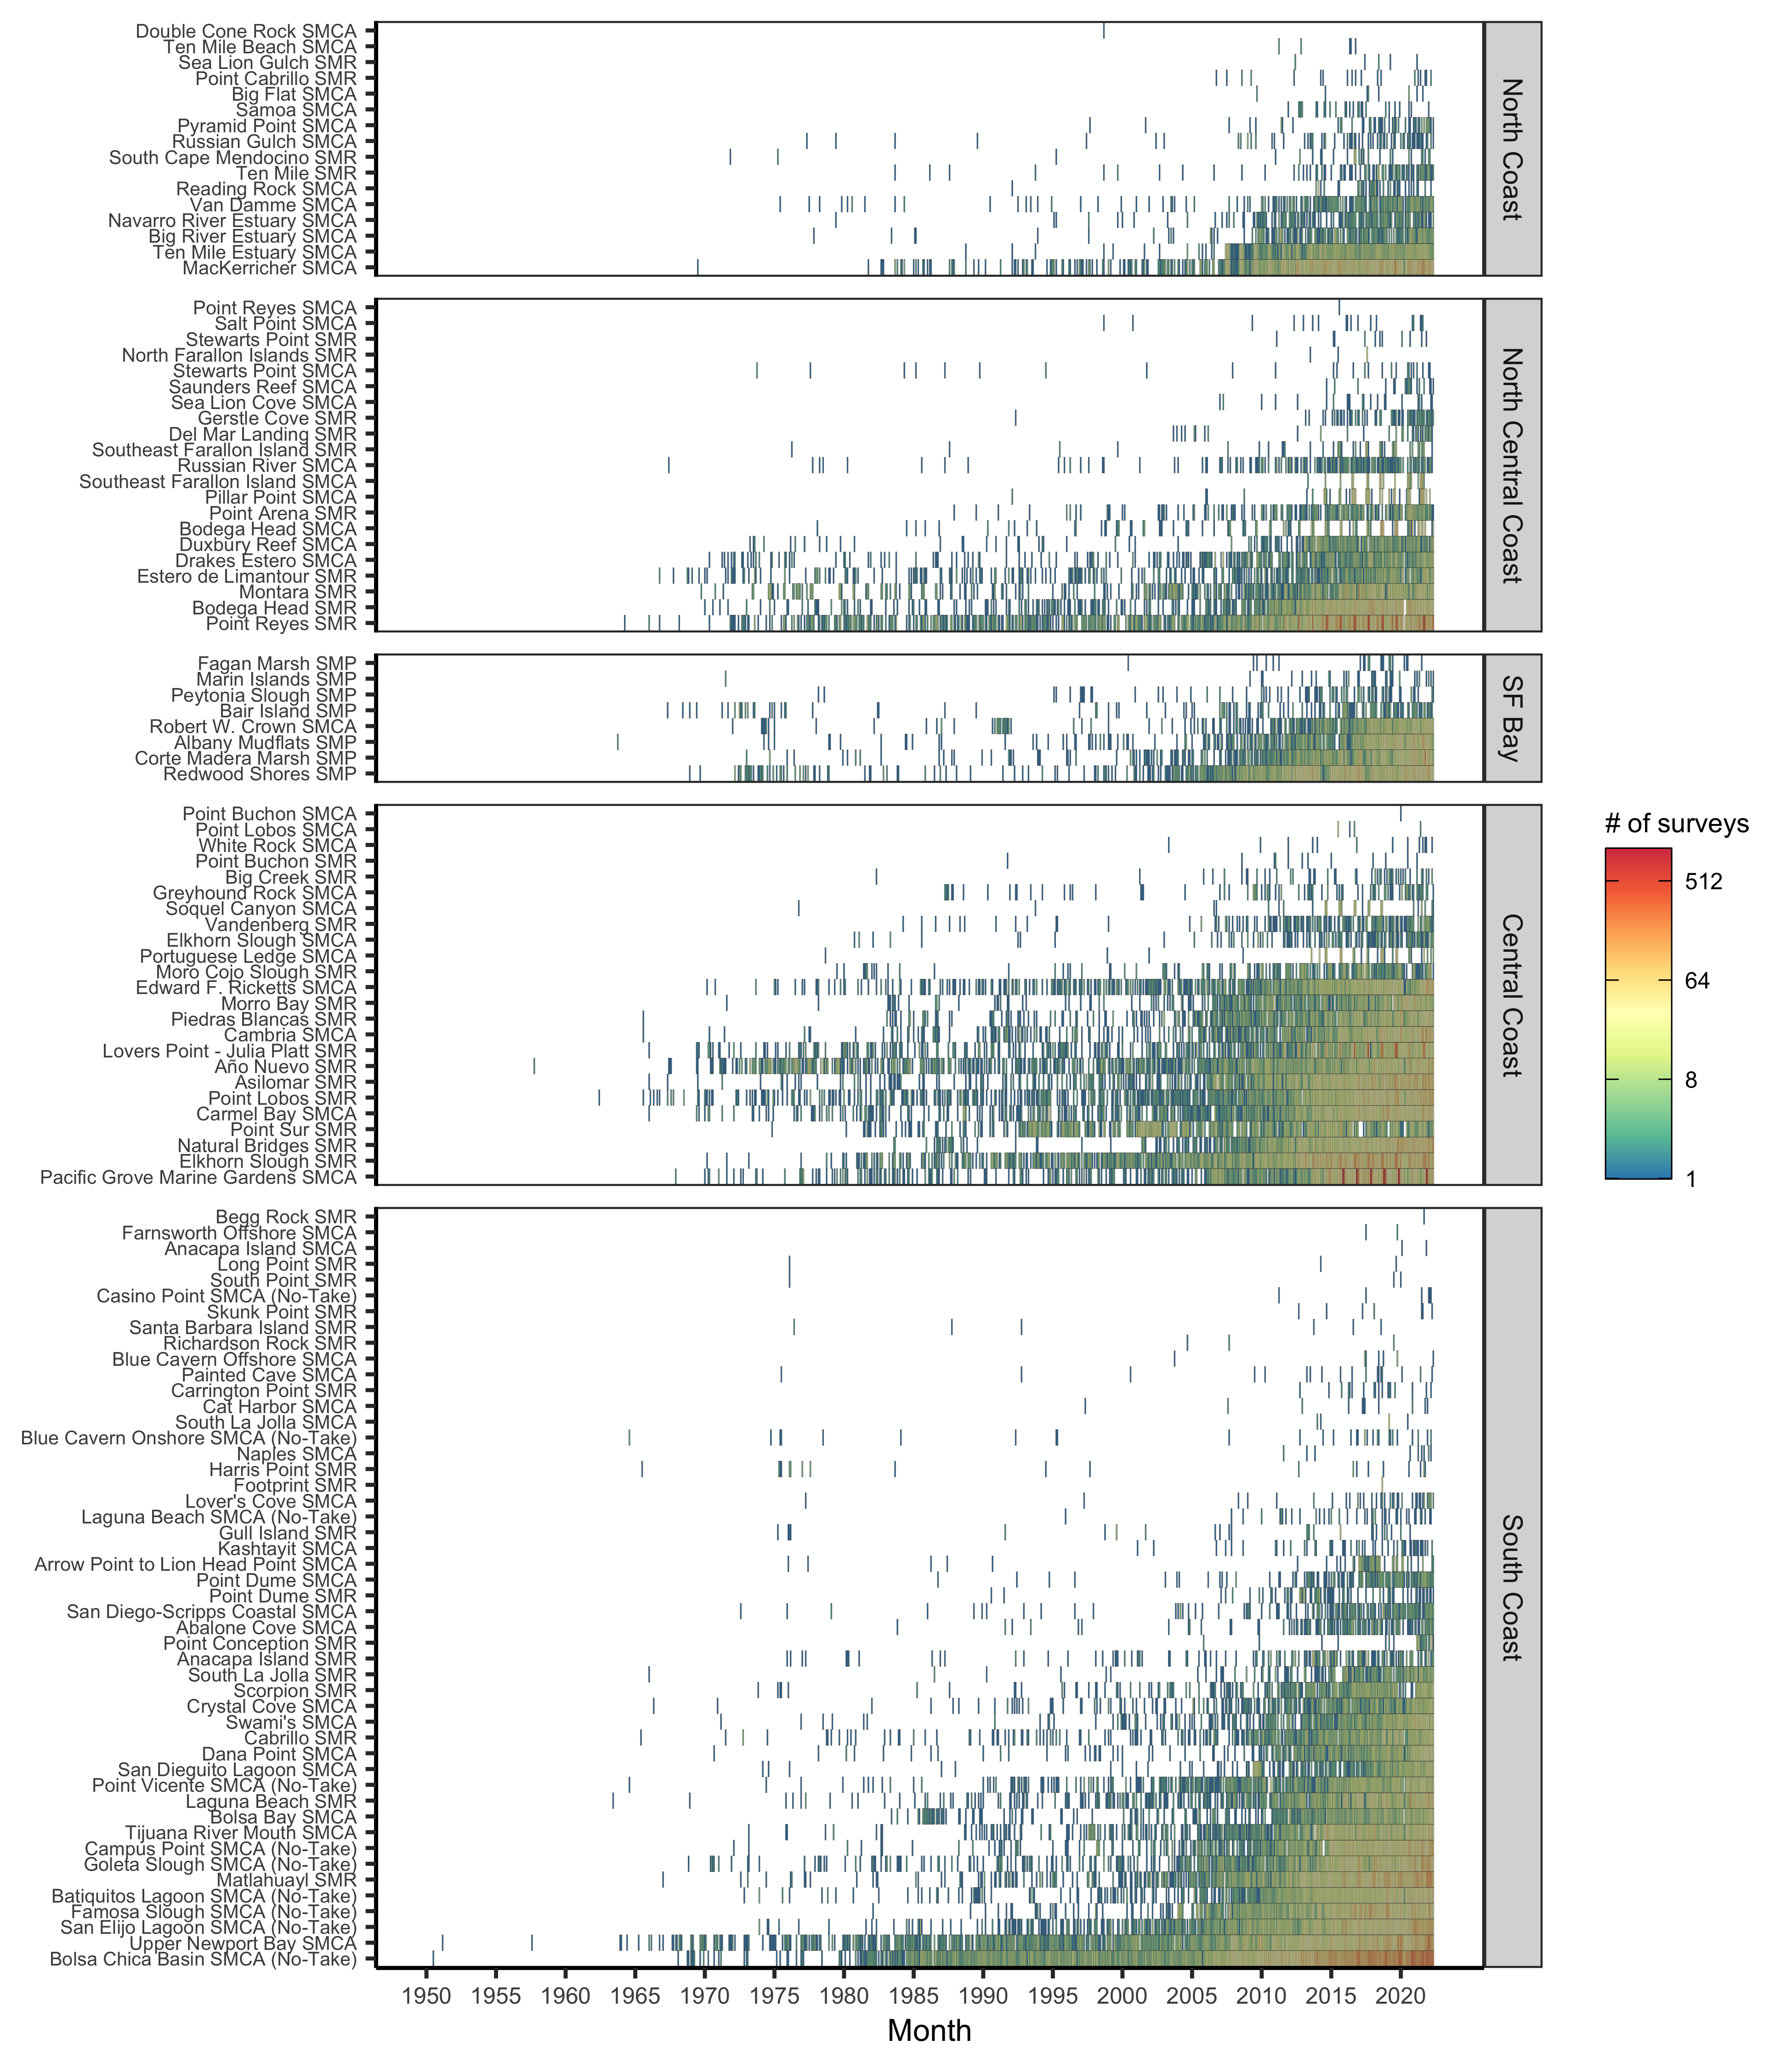 Double Cone Rock SMCA
Ten Mile Beach SMCA
Sea Lion Gulch SMR
Point Cabrillo SMR
Big Flat SMCA
Samoa SMCA
Pyramid Point SMCA
Russian Gulch SMCA
South Cape Mendocino SMR
Ten Mile SMR
Reading Rock SMCA
Van Damme SMCA
Navarro River Estuary SMCA
Big River Estuary SMCA
Ten Mile Estuary SMCA
MacKerricher SMCA
North Coast
Point Reyes SMCA
Salt Point SMCA
Stewarts Point SMR
North Farallon Islands SMR
Stewarts Point SMCA
Saunders Reef SMCA
Sea Lion Cove SMCA
Gerstle Cove SMR
Del Mar Landing SMR
Southeast Farallon Island SMR
Russian River SMCA
Southeast Farallon Island SMCA
Pillar Point SMCA
Point Arena SMR
Bodega Head SMCA
Duxbury Reef SMCA
Drakes Estero SMCA
Estero de Limantour SMR
Montara SMR
Bodega Head SMR
Point Reyes SMR
North Central Coast
Fagan Marsh SMP
Marin Islands SMP
Peytonia Slough SMP
Bair Island SMP
Robert W. Crown SMCA
Albany Mudflats SMP
Corte Madera Marsh SMP
Redwood Shores SMP
SF Bay
Point Buchon SMCA
Point Lobos SMCA
White Rock SMCA
Point Buchon SMR
Big Creek SMR
Greyhound Rock SMCA
Soquel Canyon SMCA
Vandenberg SMR
Elkhorn Slough SMCA
Portuguese Ledge SMCA
Moro Cojo Slough SMR
Edward F. Ricketts SMCA
Morro Bay SMR
Piedras Blancas SMR
Cambria SMCA
Lovers Point - Julia Platt SMR
Año Nuevo SMR
Asilomar SMR
Point Lobos SMR
Carmel Bay SMCA
Point Sur SMR
Natural Bridges SMR
Elkhorn Slough SMR
Pacific Grove Marine Gardens SMCA
Central Coast
# of surveys
512
64
8
1
Begg Rock SMR
Farnsworth Offshore SMCA
Anacapa Island SMCA
Long Point SMR
South Point SMR
Casino Point SMCA (No-Take)
Skunk Point SMR
Santa Barbara Island SMR
Richardson Rock SMR
Blue Cavern Offshore SMCA
Painted Cave SMCA
Carrington Point SMR
Cat Harbor SMCA
South La Jolla SMCA
Blue Cavern Onshore SMCA (No-Take)
Naples SMCA
Harris Point SMR
Footprint SMR
Lover's Cove SMCA
Laguna Beach SMCA (No-Take)
Gull Island SMR
Kashtayit SMCA
Arrow Point to Lion Head Point SMCA
Point Dume SMCA
Point Dume SMR
San Diego-Scripps Coastal SMCA
Abalone Cove SMCA
Point Conception SMR
Anacapa Island SMR
South La Jolla SMR
Scorpion SMR
Crystal Cove SMCA
Swami's SMCA
Cabrillo SMR
Dana Point SMCA
San Dieguito Lagoon SMCA
Point Vicente SMCA (No-Take)
Laguna Beach SMR
Bolsa Bay SMCA
Tijuana River Mouth SMCA
Campus Point SMCA (No-Take)
Goleta Slough SMCA (No-Take)
Matlahuayl SMR
Batiquitos Lagoon SMCA (No-Take)
Famosa Slough SMCA (No-Take)
San Elijo Lagoon SMCA (No-Take)
Upper Newport Bay SMCA
Bolsa Chica Basin SMCA (No-Take)
South Coast
1950 1955 1960 1965 1970 1975 1980 1985 1990 1995 2000 2005 2010 2015 2020
Month